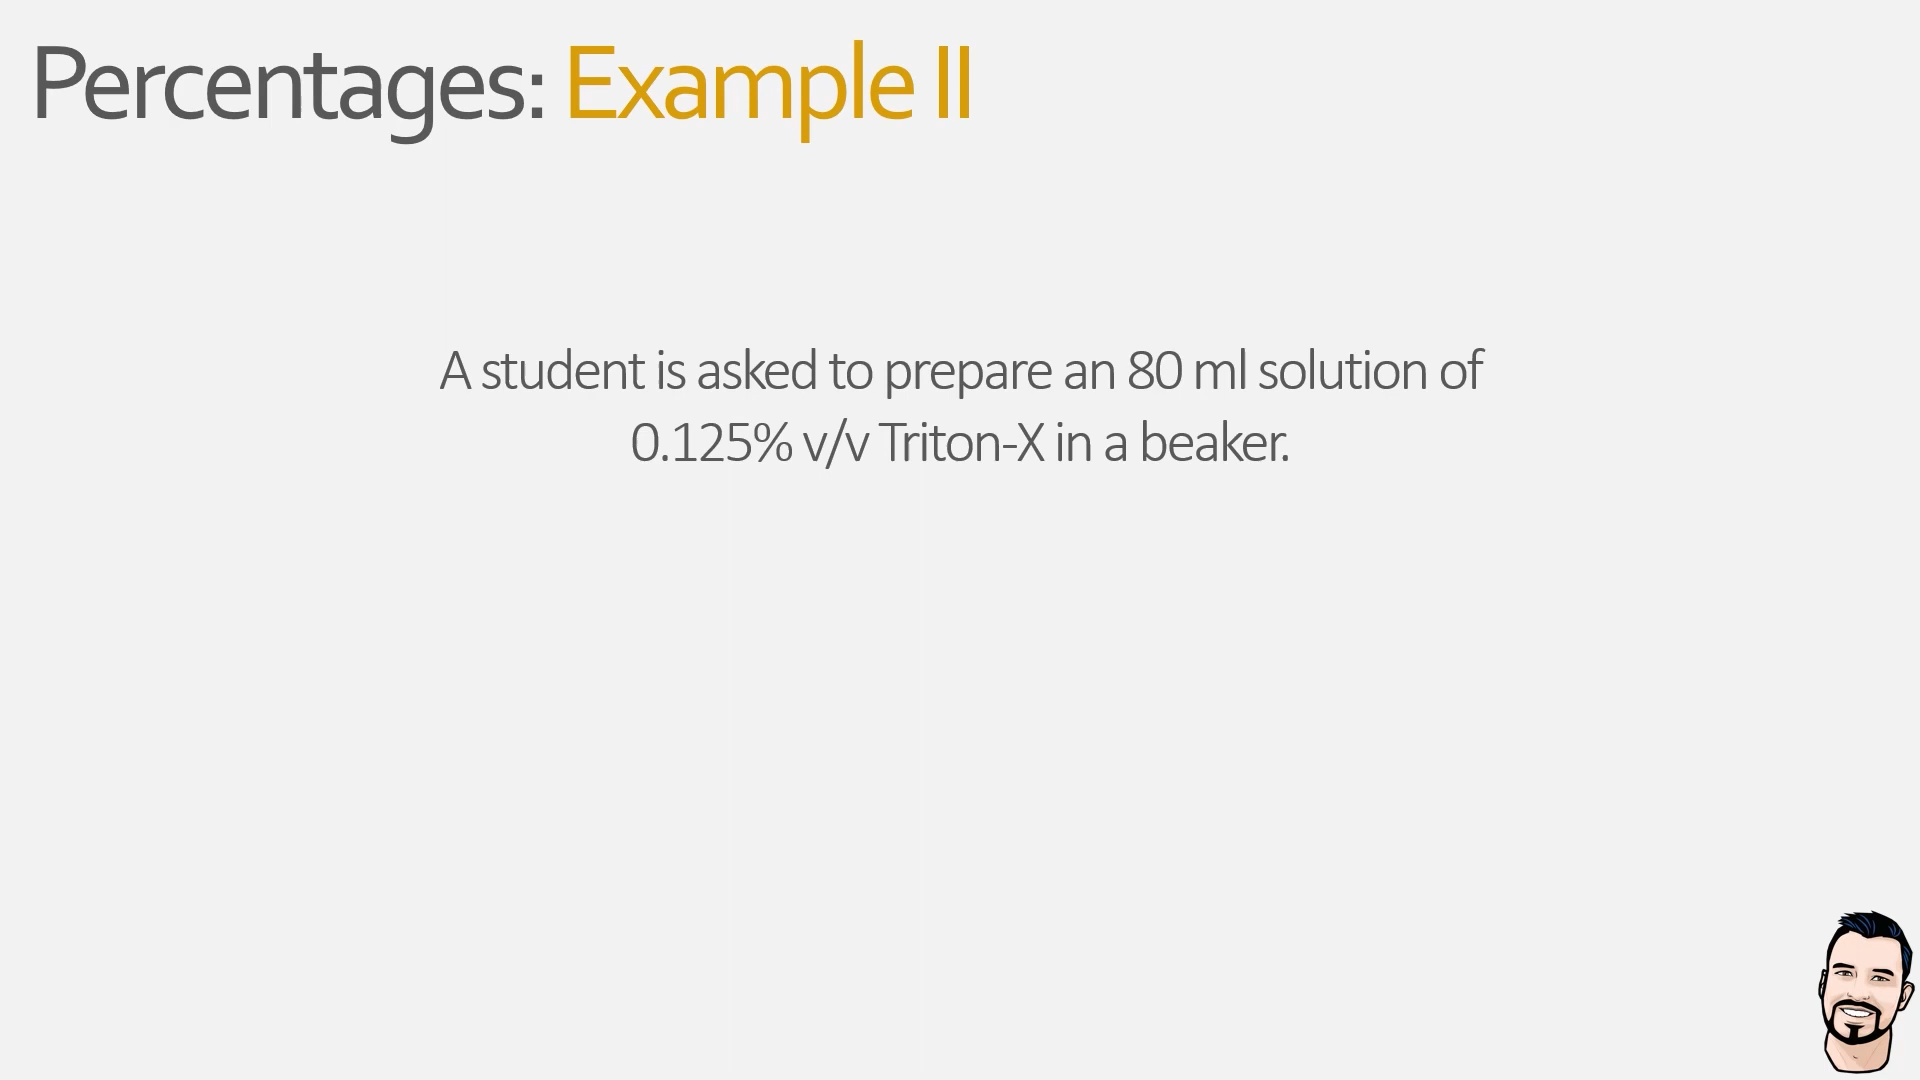 Percentages: Example II
A student is asked to prepare an 80 ml solution of
0.125% v/v Triton-X in a beaker.